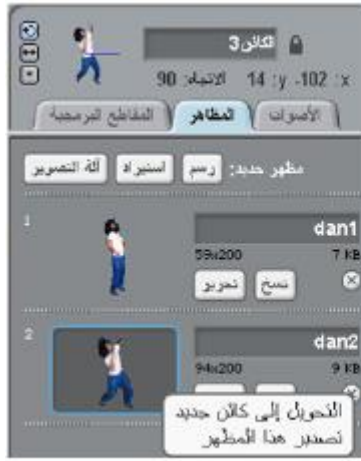 الكائن3
x: -102 y: 14 الاتجاه: 90
المقاطع البرمجية المظاهر الأصوات
مظهر جديد: رسم استيراد آلة التصوير
1
dan1
59x200 7 KB
تحرير نسخ
2
dan2
94x200 9 KB
التحويل إلى كائن جديد
تصدير هذا المظهر